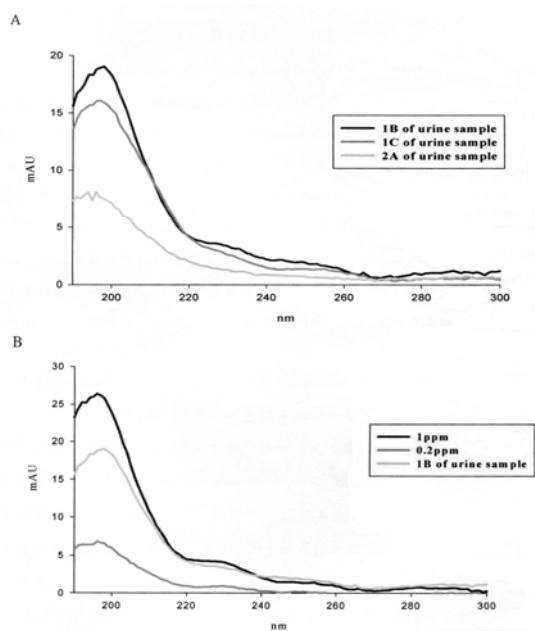 A
20
15
10
5
0
mAU
200 220 240 260 280 300
nm
1B of urine sample
1C of urine sample
2A of urine sample
B
30
25
20
15
10
5
0
mAU
200 220 240 260 280 300
nm
1ppm
0.2ppm
1B of urine sample